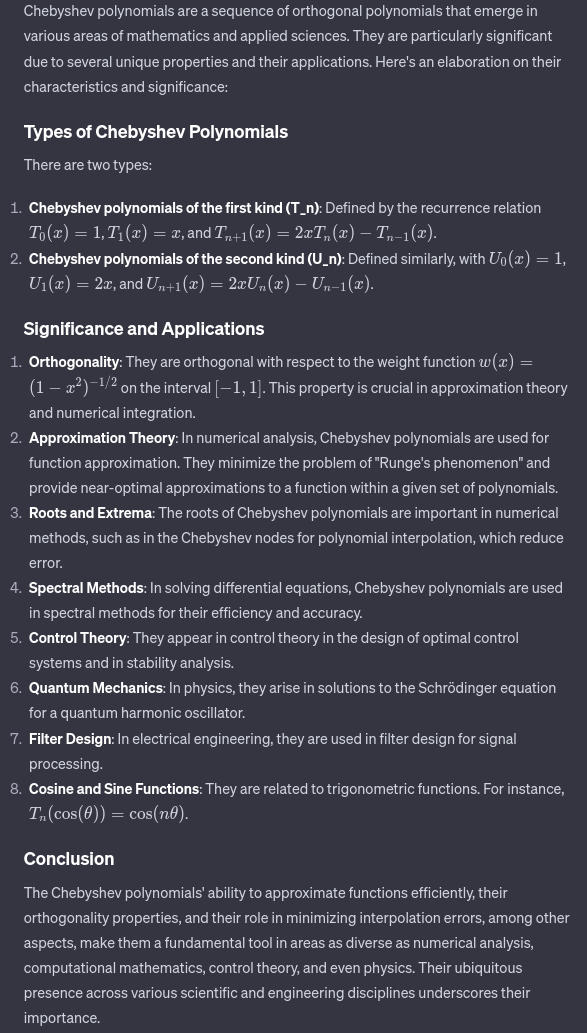 Chebyshev polynomials are a sequence of orthogonal polynomials that emerge in
various areas of mathematics and applied sciences. They are particularly significant
due to several unique properties and their applications. Here's an elaboration on their
characteristics and significance:
Types of Chebyshev Polynomials
There are two types:
1. Chebyshev polynomials of the first kind (T_n): Defined by the recurrence relation
T₀(x) = 1, T₁(x) = x, and Tₙ₊₁(x) = 2xTₙ(x) − Tₙ₋₁(x).
2. Chebyshev polynomials of the second kind (U_n): Defined similarly, with U₀(x) = 1,
U₁(x) = 2x, and Uₙ₊₁(x) = 2xUₙ(x) − Uₙ₋₁(x).
Significance and Applications
1. Orthogonality: They are orthogonal with respect to the weight function w(x) =
(1 − x²)⁻¹/² on the interval [−1, 1]. This property is crucial in approximation theory
and numerical integration.
2. Approximation Theory: In numerical analysis, Chebyshev polynomials are used for
function approximation. They minimize the problem of "Runge's phenomenon" and
provide near-optimal approximations to a function within a given set of polynomials.
3. Roots and Extrema: The roots of Chebyshev polynomials are important in numerical
methods, such as in the Chebyshev nodes for polynomial interpolation, which reduce
error.
4. Spectral Methods: In solving differential equations, Chebyshev polynomials are used
in spectral methods for their efficiency and accuracy.
5. Control Theory: They appear in control theory in the design of optimal control
systems and in stability analysis.
6. Quantum Mechanics: In physics, they arise in solutions to the Schrödinger equation
for a quantum harmonic oscillator.
7. Filter Design: In electrical engineering, they are used in filter design for signal
processing.
8. Cosine and Sine Functions: They are related to trigonometric functions. For instance,
Tₙ(cos(θ)) = cos(nθ).
Conclusion
The Chebyshev polynomials' ability to approximate functions efficiently, their
orthogonality properties, and their role in minimizing interpolation errors, among other
aspects, make them a fundamental tool in areas as diverse as numerical analysis,
computational mathematics, control theory, and even physics. Their ubiquitous
presence across various scientific and engineering disciplines underscores their
importance.